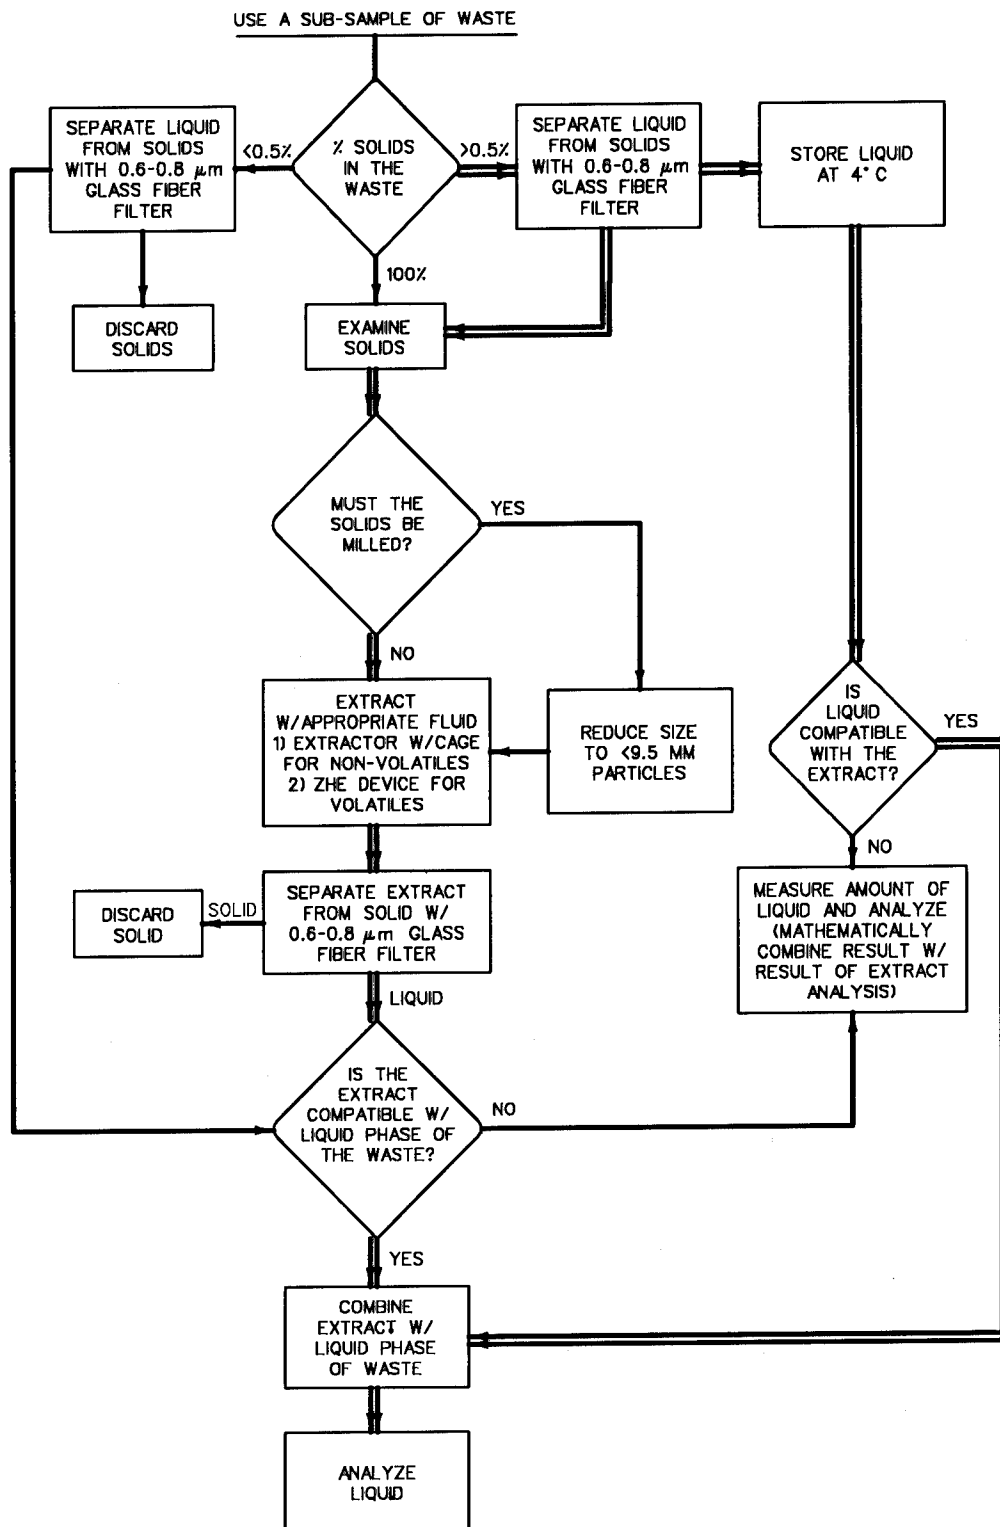 USE A SUB-SAMPLE OF WASTE
SEPARATE LIQUID
FROM SOLIDS
WITH 0.6-0.8 μm
GLASS FIBER
FILTER
<0.5%
% SOLIDS
IN THE
WASTE
>0.5%
SEPARATE LIQUID
FROM SOLIDS
WITH 0.6-0.8 μm
GLASS FIBER
FILTER
STORE LIQUID
AT 4° C
100%
DISCARD
SOLIDS
EXAMINE
SOLIDS
MUST THE
SOLIDS BE
MILLED?
YES
NO
EXTRACT
W/APPROPRIATE FLUID
1) EXTRACTOR W/CAGE
FOR NON-VOLATILES
2) ZHE DEVICE FOR
VOLATILES
REDUCE SIZE
TO <9.5 MM
PARTICLES
IS
LIQUID
COMPATIBLE
WITH THE
EXTRACT?
YES
NO
DISCARD
SOLID
SOLID
SEPARATE EXTRACT
FROM SOLID W/
0.6-0.8 μm GLASS
FIBER FILTER
MEASURE AMOUNT OF
LIQUID AND ANALYZE
(MATHEMATICALLY
COMBINE RESULT W/
RESULT OF EXTRACT
ANALYSIS)
LIQUID
IS THE
EXTRACT
COMPATIBLE W/
LIQUID PHASE OF
THE WASTE?
NO
YES
COMBINE
EXTRACT W/
LIQUID PHASE
OF WASTE
ANALYZE
LIQUID